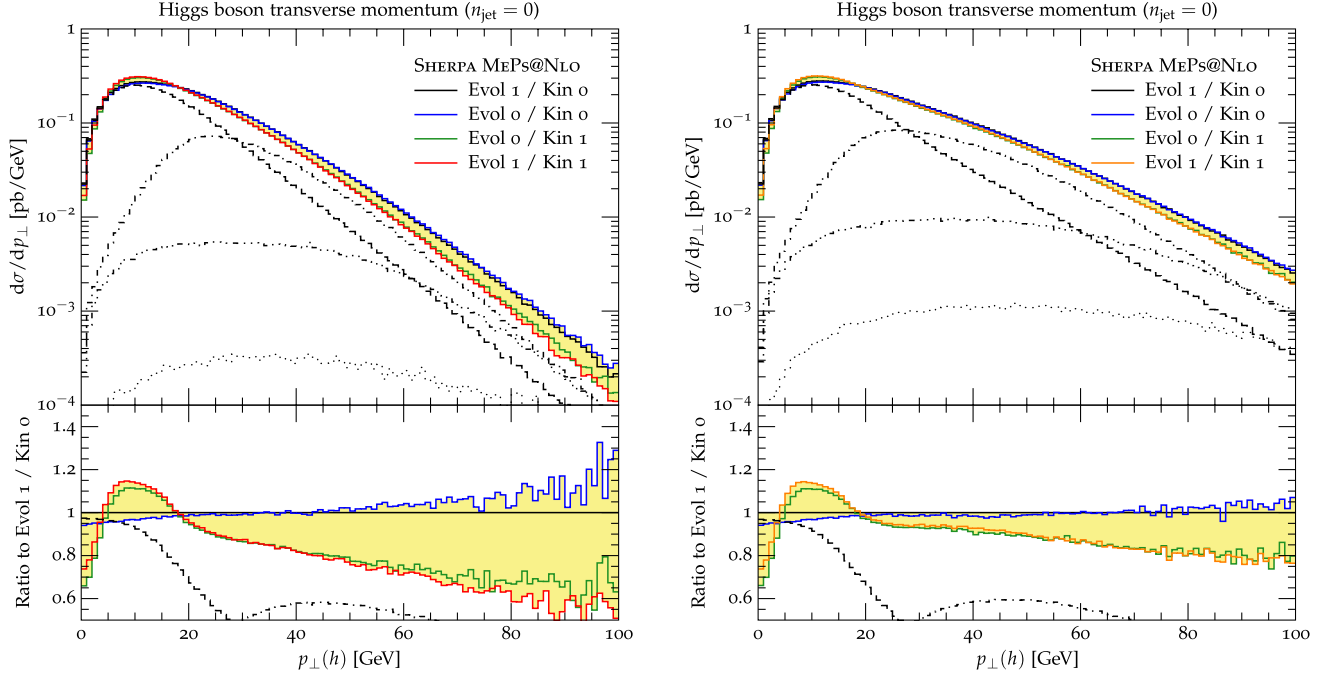 Higgs boson transverse momentum (n_jet = 0)
1
10⁻¹
10⁻²
10⁻³
10⁻⁴
dσ/dp⊥ [pb/GeV]
SHERPA MEPS@NLO
Evol 1 / Kin 0
Evol 0 / Kin 0
Evol 0 / Kin 1
Evol 1 / Kin 1
1.4
1.2
1
0.8
0.6
Ratio to Evol 1 / Kin 0
0 20 40 60 80 100
p⊥(h) [GeV]
Higgs boson transverse momentum (n_jet = 0)
1
10⁻¹
10⁻²
10⁻³
10⁻⁴
dσ/dp⊥ [pb/GeV]
SHERPA MEPS@NLO
Evol 1 / Kin 0
Evol 0 / Kin 0
Evol 0 / Kin 1
Evol 1 / Kin 1
1.4
1.2
1
0.8
0.6
Ratio to Evol 1 / Kin 0
0 20 40 60 80 100
p⊥(h) [GeV]